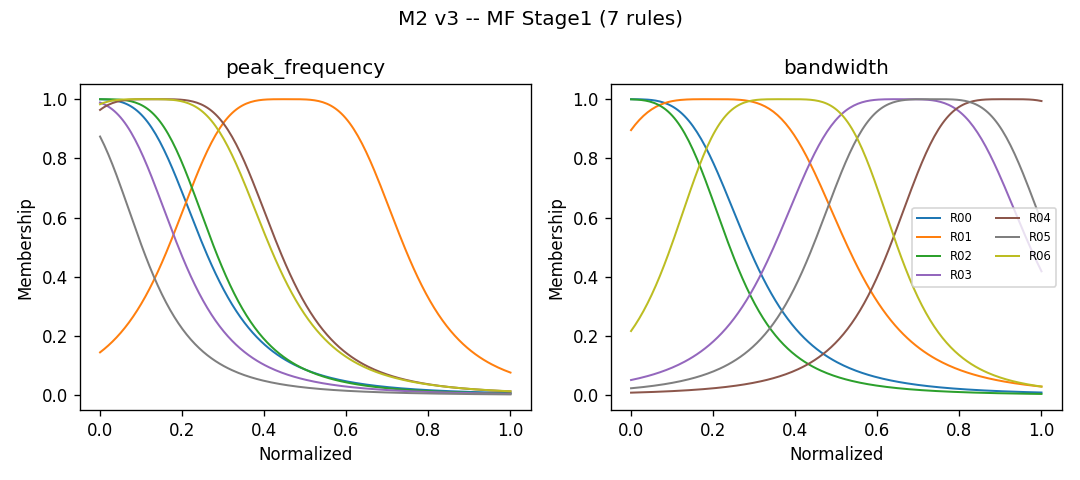 M2 v3 -- MF Stage1 (7 rules)
peak_frequency
Membership
1.0
0.8
0.6
0.4
0.2
0.0
0.0 0.2 0.4 0.6 0.8 1.0
Normalized
bandwidth
Membership
1.0
0.8
0.6
0.4
0.2
0.0
0.0 0.2 0.4 0.6 0.8 1.0
Normalized
R00 R04
R01 R05
R02 R06
R03